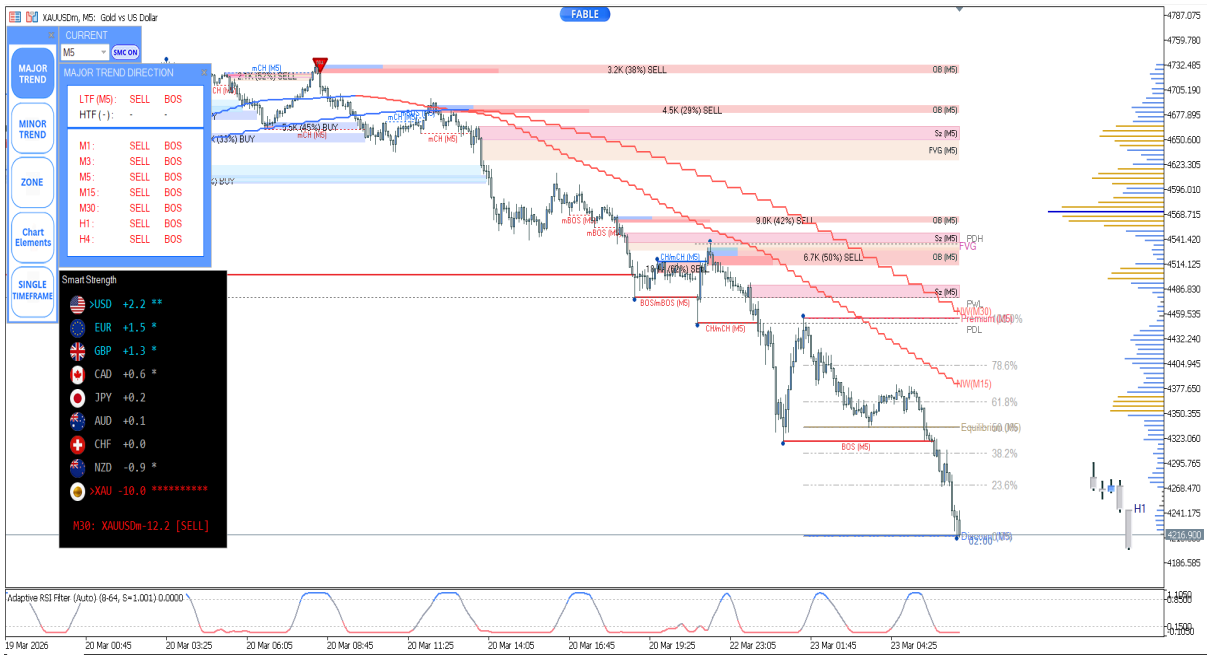 XAUUSDm, M5: Gold vs US Dollar
FABLE
CURRENT
M5
SMC ON
MAJOR TREND
MINOR TREND
ZONE
Chart Elements
SINGLE TIMEFRAME
MAJOR TREND DIRECTION
LTF (M5): SELL BOS
HTF (-): - -
M1: SELL BOS
M3: SELL BOS
M5: SELL BOS
M15: SELL BOS
M30: SELL BOS
H1: SELL BOS
H4: SELL BOS
Smart Strength
>USD +2.2 **
EUR +1.5 *
GBP +1.3 *
CAD +0.6 *
JPY +0.2
AUD +0.1
CHF +0.0
NZD -0.9 *
>XAU -10.0 **********
M30: XAUUSDm-12.2 [SELL]
mCH (M5)
3.2K (38%) SELL
OB (M5)
4.5K (29%) SELL
OB (M5)
5.5K (45%) BUY
mCH (M5)
mCH (M5)
(33%) BUY
BUY
Sz (M5)
FVG (M5)
mBOS (M5)
mBOS (M5)
9.0K (42%) SELL
OB (M5)
Sz (M5)
PDH
FVG
CH/mCH (M5)
6.7K (50%) SELL
OB (M5)
Sz (M5)
BOS/mBOS (M5)
CH/mCH (M5)
PWL
NW(M30)
PDL
78.6%
NW(M15)
61.8%
BOS (M5)
38.2%
23.6%
02:00
H1
4787.075
4759.780
4732.485
4705.190
4677.895
4650.600
4623.305
4596.010
4568.715
4541.420
4514.125
4486.830
4459.535
4432.240
4404.945
4377.650
4350.355
4323.060
4295.765
4268.470
4241.175
4216.900
4186.585
Adaptive RSI Filter (Auto) (8-64, S=1.001) 0.0000
1.1050
0.8500
0.1500
-0.1050
19 Mar 2026
20 Mar 00:45
20 Mar 03:25
20 Mar 06:05
20 Mar 08:45
20 Mar 11:25
20 Mar 14:05
20 Mar 16:45
20 Mar 19:25
22 Mar 23:05
23 Mar 01:45
23 Mar 04:25